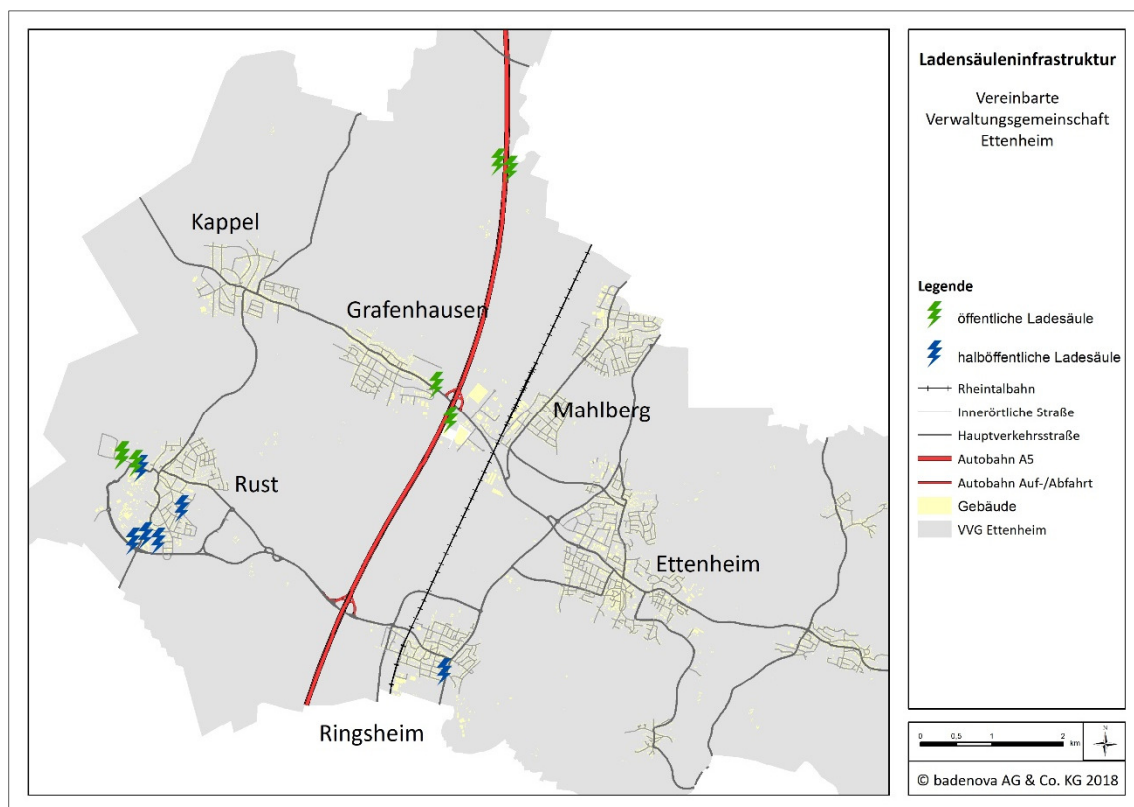 Ladensäuleninfrastruktur
Vereinbarte
Verwaltungsgemeinschaft
Ettenheim
Kappel
Grafenhausen
Mahlberg
Rust
Ettenheim
Ringsheim
Legende
öffentliche Ladesäule
halböffentliche Ladesäule
Rheintalbahn
Innerörtliche Straße
Hauptverkehrsstraße
Autobahn A5
Autobahn Auf-/Abfahrt
Gebäude
VVG Ettenheim
0 0.5 1 2
km
N
© badenova AG & Co. KG 2018